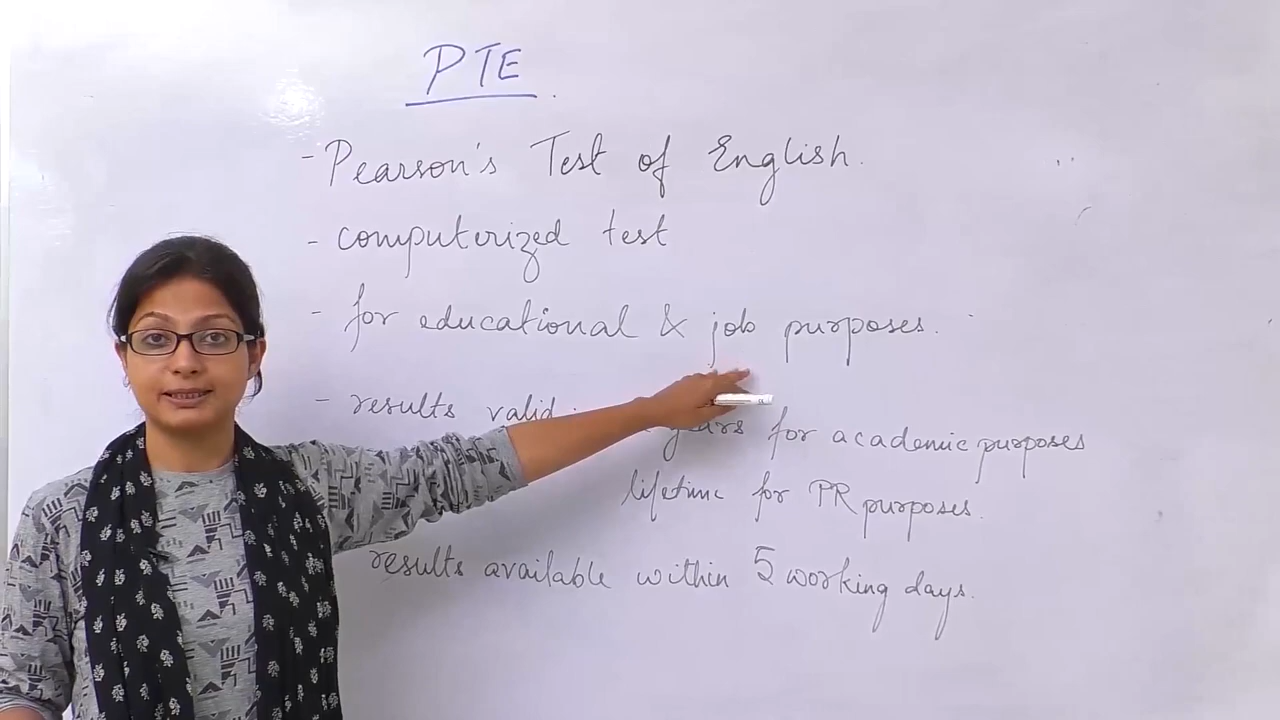 PTE.
- Pearson's Test of English.
- computerized test
- for educational & job purposes.
- results valid: years for academic purposes
lifetime for PR purposes.
results available within 5 working days.